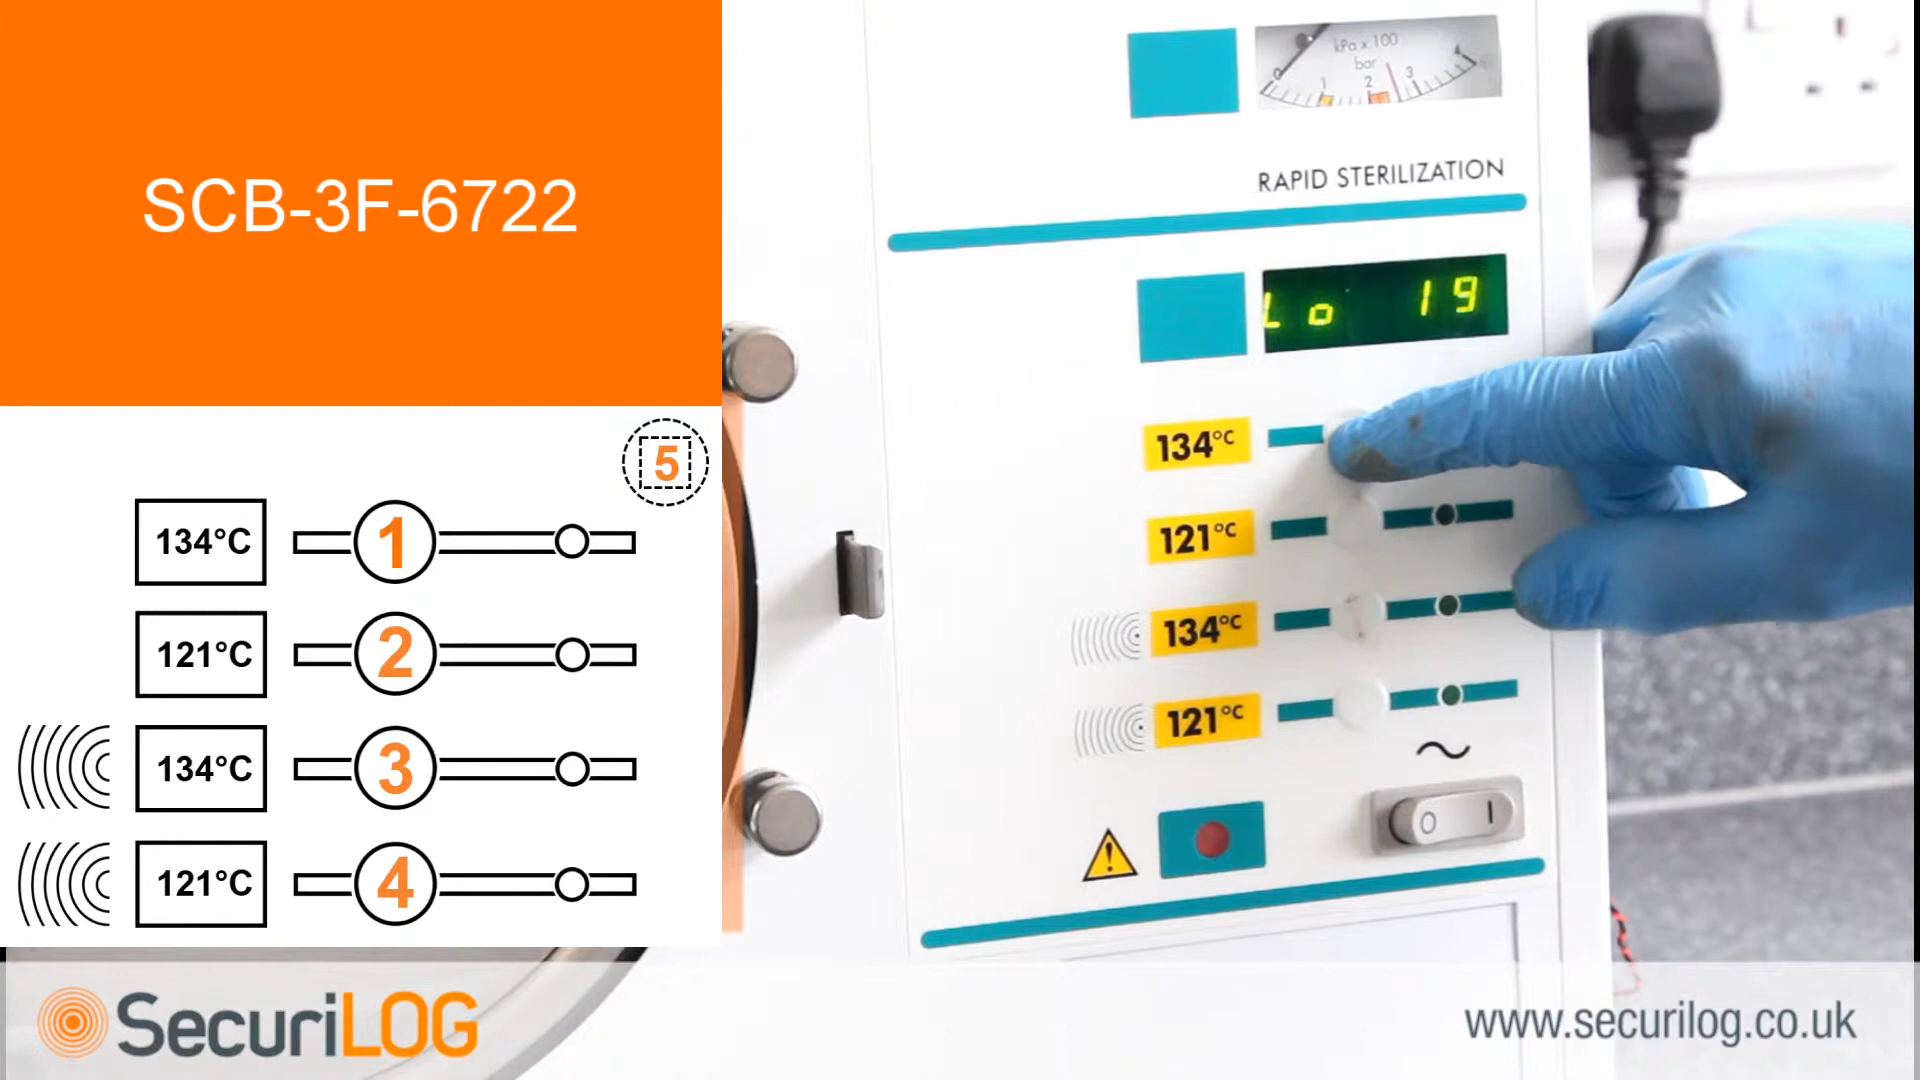 SCB-3F-6722
5
134°C 1
121°C 2
134°C 3
121°C 4
kPa x 100
bar
0 1 2 3 4
RAPID STERILIZATION
Lo 19
134°C
121°C
134°C
121°C
~
!
O I
SecuriLOG
www.securilog.co.uk